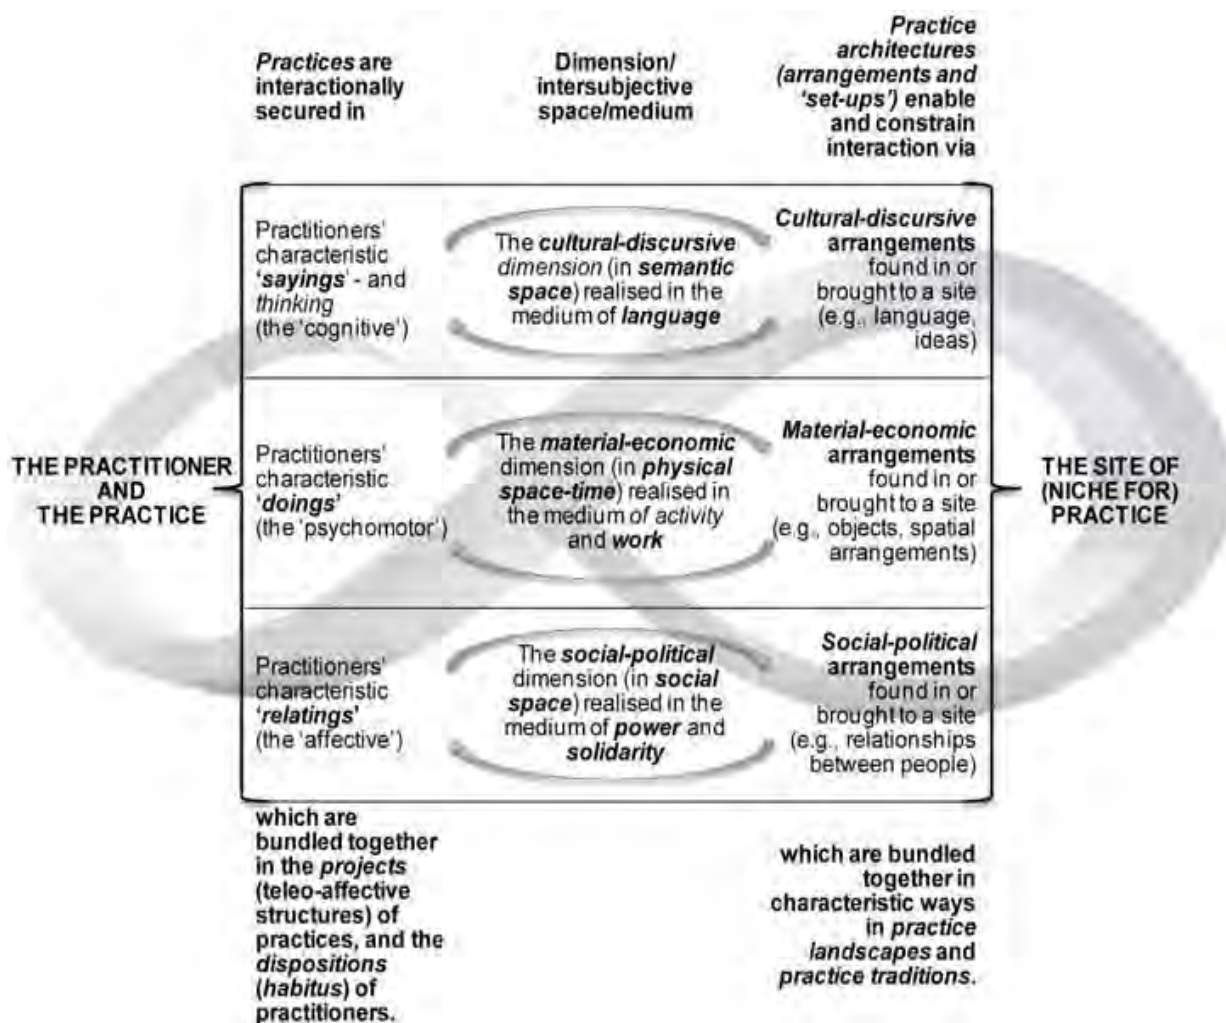 Practices are
interactionally
secured in
Dimension/
intersubjective
space/medium
Practice
architectures
(arrangements and
‘set-ups’) enable
and constrain
interaction via
THE PRACTITIONER
AND
THE PRACTICE
Practitioners’
characteristic
‘sayings’ - and
thinking
(the ‘cognitive’)
The cultural-discursive
dimension (in semantic
space) realised in the
medium of language
Cultural-discursive
arrangements
found in or
brought to a site
(e.g., language,
ideas)
Practitioners’
characteristic
‘doings’
(the ‘psychomotor’)
The material-economic
dimension (in physical
space-time) realised in
the medium of activity
and work
Material-economic
arrangements
found in or
brought to a site
(e.g., objects, spatial
arrangements)
Practitioners’
characteristic
‘relatings’
(the ‘affective’)
The social-political
dimension (in social
space) realised in the
medium of power and
solidarity
Social-political
arrangements
found in or
brought to a site
(e.g., relationships
between people)
THE SITE OF
(NICHE FOR)
PRACTICE
which are
bundled together
in the projects
(teleo-affective
structures) of
practices, and the
dispositions
(habitus) of
practitioners.
which are bundled
together in
characteristic ways
in practice
landscapes and
practice traditions.